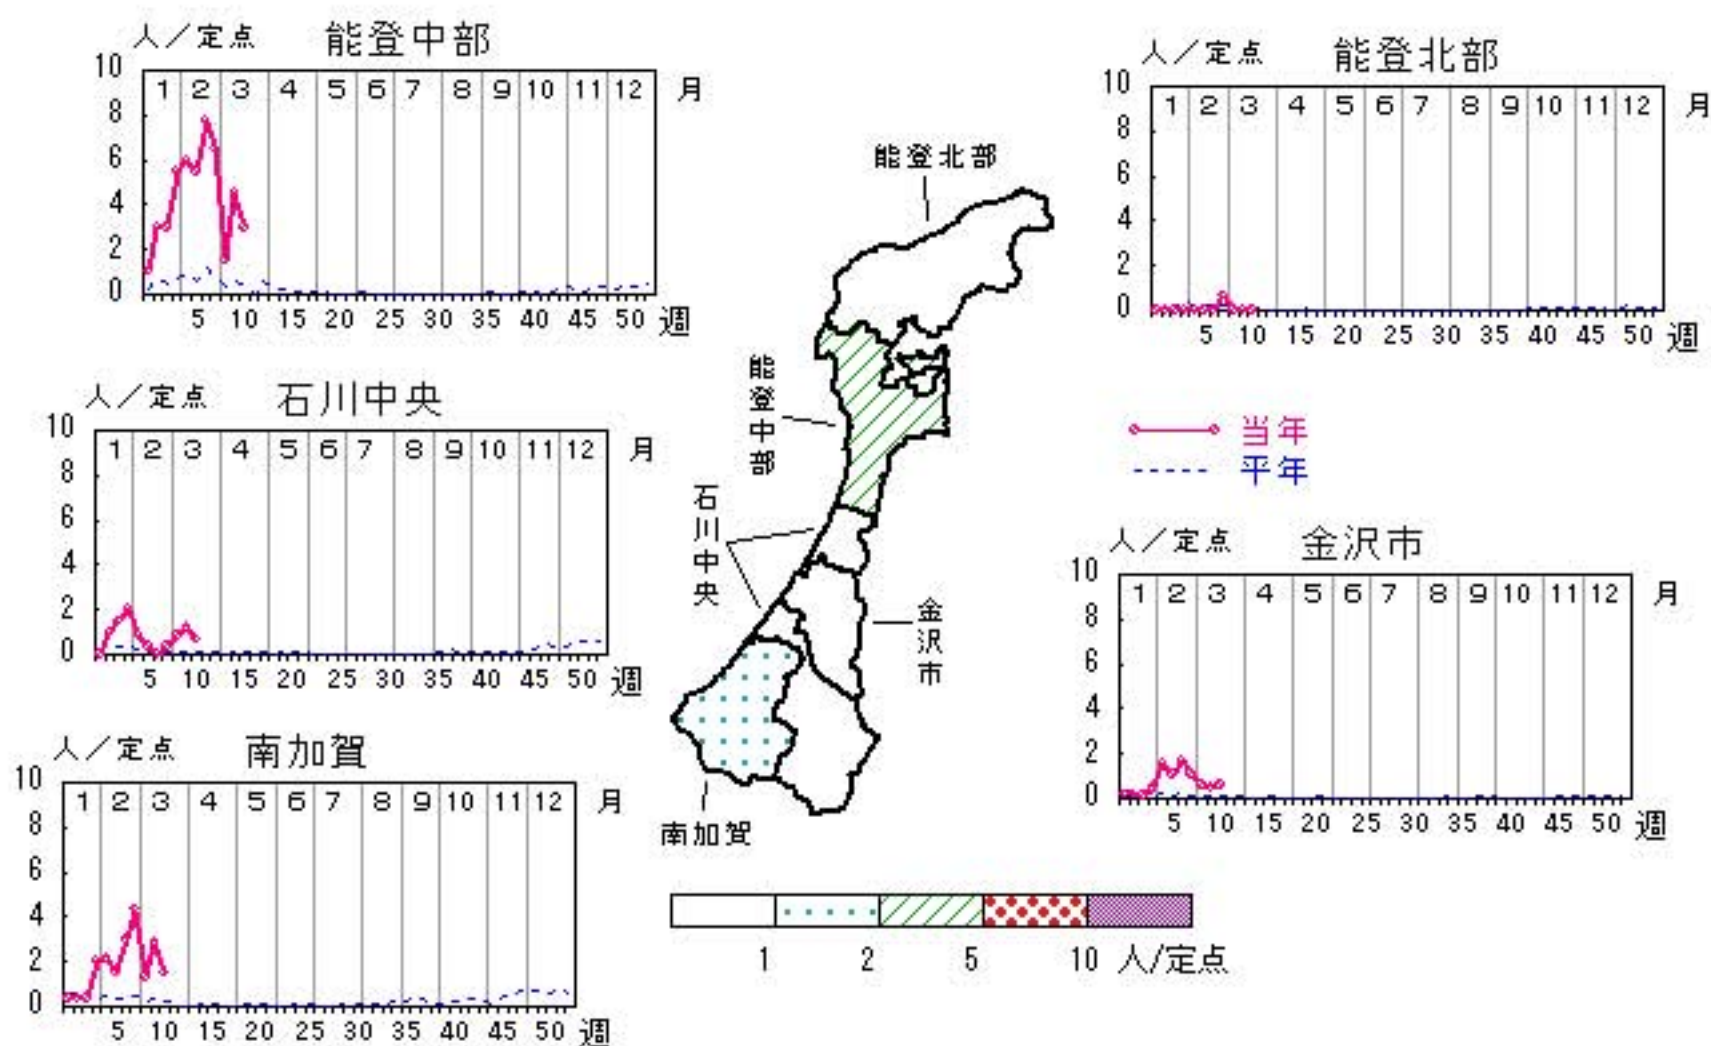 人／定点 能登中部
10 8 6 4 2 0
1 2 3 4 5 6 7 8 9 10 11 12 月
5 10 15 20 25 30 35 40 45 50 週
人／定点 能登北部
10 8 6 4 2 0
1 2 3 4 5 6 7 8 9 10 11 12 月
5 10 15 20 25 30 35 40 45 50 週
人／定点 石川中央
10 8 6 4 2 0
1 2 3 4 5 6 7 8 9 10 11 12 月
5 10 15 20 25 30 35 40 45 50 週
当年
平年
人／定点 金沢市
10 8 6 4 2 0
1 2 3 4 5 6 7 8 9 10 11 12 月
5 10 15 20 25 30 35 40 45 50 週
人／定点 南加賀
10 8 6 4 2 0
1 2 3 4 5 6 7 8 9 10 11 12 月
5 10 15 20 25 30 35 40 45 50 週
能登北部
能登中部
石川中央
金沢市
南加賀
1 2 5 10 人/定点